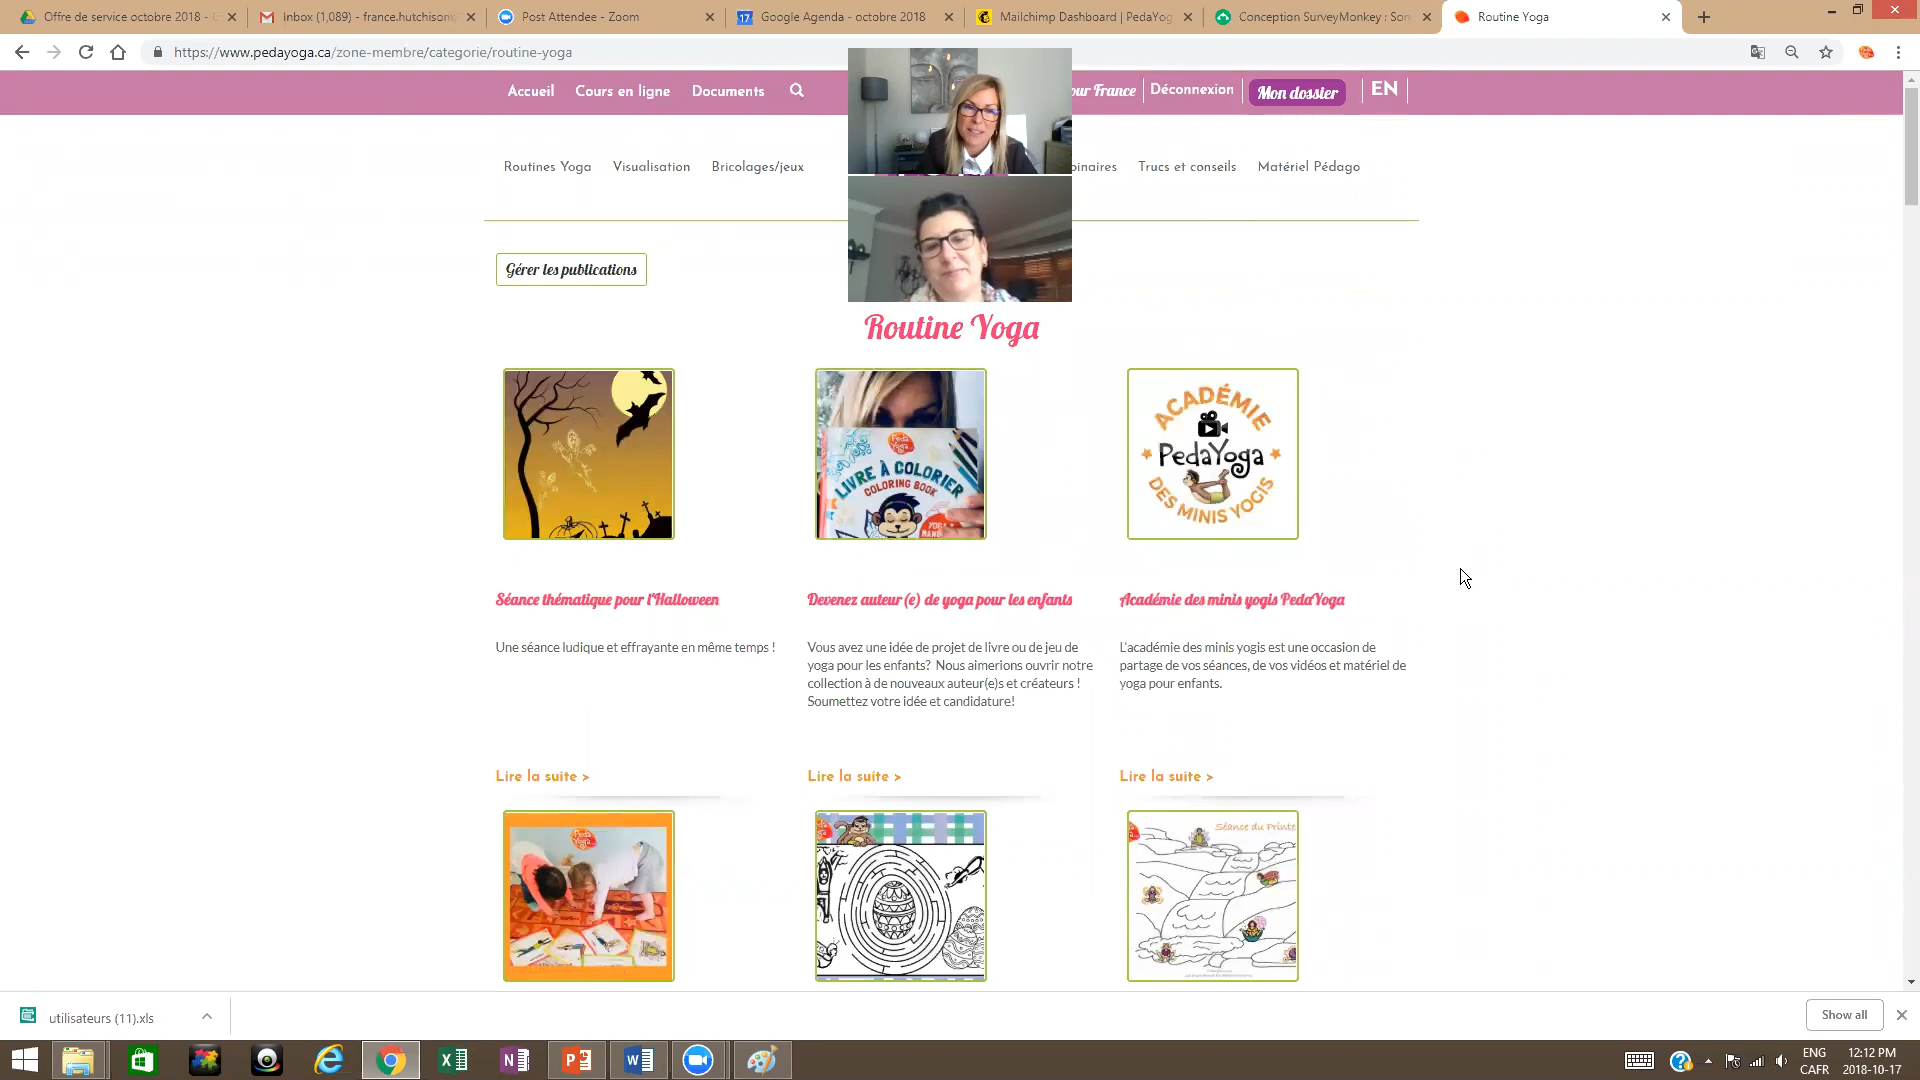 Offre de service octobre 2018 -
Inbox (1,089) - france.hutchison
Post Attendee - Zoom
Google Agenda - octobre 2018
Mailchimp Dashboard | PedaYog
Conception SurveyMonkey : Son
Routine Yoga
https://www.pedayoga.ca/zone-membre/categorie/routine-yoga
Accueil Cours en ligne Documents
our France Déconnexion Mon dossier EN
Routines Yoga Visualisation Bricolages/jeux
inaires Trucs et conseils Matériel Pédago
Gérer les publications
Routine Yoga
Peda Yoga
LIVRE À COLORIER
COLORING BOOK
YOGA
ACADÉMIE
PedaYoga
DES MINIS YOGIS
Séance thématique pour l'Halloween
Une séance ludique et effrayante en même temps !
Lire la suite >
Devenez auteur(e) de yoga pour les enfants
Vous avez une idée de projet de livre ou de jeu de
yoga pour les enfants? Nous aimerions ouvrir notre
collection à de nouveaux auteur(e)s et créateurs !
Soumettez votre idée et candidature!
Lire la suite >
Académie des minis yogis PedaYoga
L'académie des minis yogis est une occasion de
partage de vos séances, de vos vidéos et matériel de
yoga pour enfants.
Lire la suite >
Peda Yoga
Séance du Printe
utilisateurs (11).xls
Show all
ENG
CAFR
12:12 PM
2018-10-17